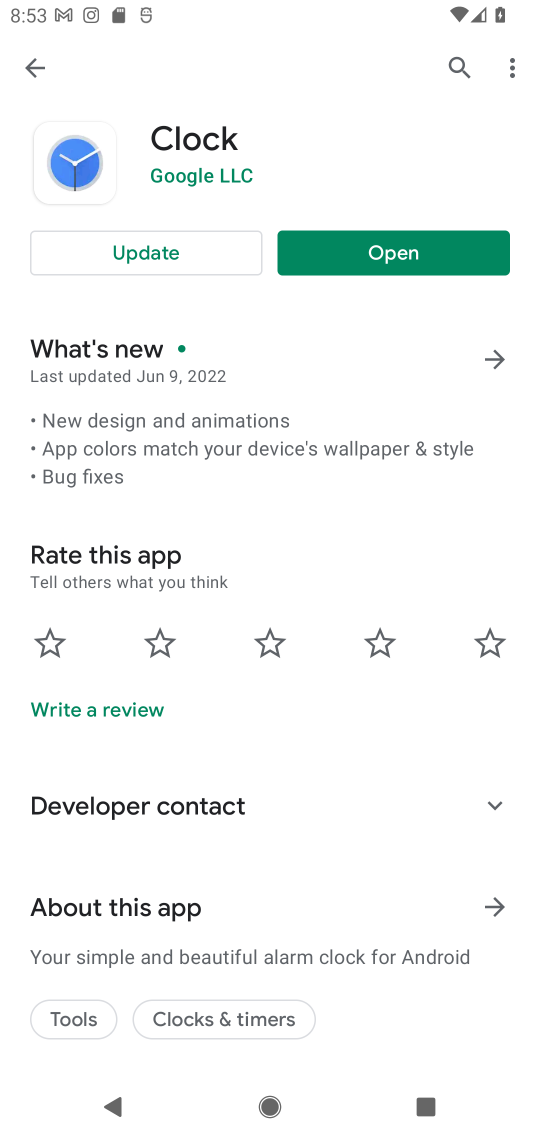 8:53
Clock
Google LLC
Update
Open
What's new
Last updated Jun 9, 2022
• New design and animations
• App colors match your device's wallpaper & style
• Bug fixes
Rate this app
Tell others what you think
Write a review
Developer contact
About this app
Your simple and beautiful alarm clock for Android
Tools
Clocks & timers